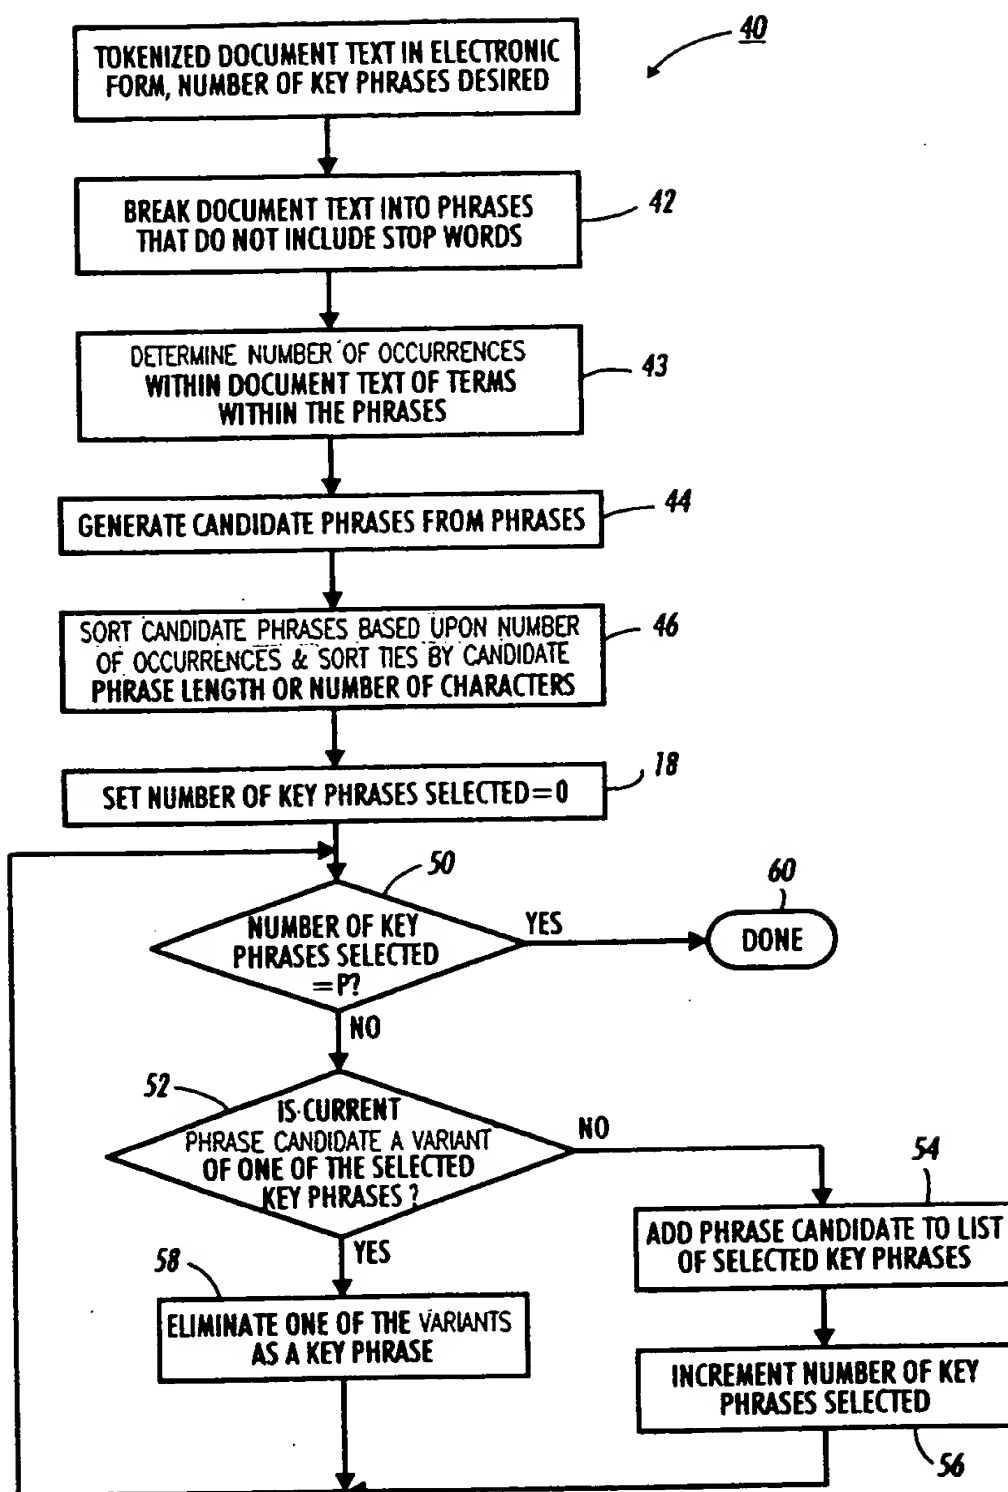 40
TOKENIZED DOCUMENT TEXT IN ELECTRONIC
FORM, NUMBER OF KEY PHRASES DESIRED
BREAK DOCUMENT TEXT INTO PHRASES
THAT DO NOT INCLUDE STOP WORDS
42
DETERMINE NUMBER OF OCCURRENCES
WITHIN DOCUMENT TEXT OF TERMS
WITHIN THE PHRASES
43
GENERATE CANDIDATE PHRASES FROM PHRASES
44
SORT CANDIDATE PHRASES BASED UPON NUMBER
OF OCCURRENCES & SORT TIES BY CANDIDATE
PHRASE LENGTH OR NUMBER OF CHARACTERS
46
SET NUMBER OF KEY PHRASES SELECTED=0
18
50
NUMBER OF KEY
PHRASES SELECTED
=P?
YES
60
DONE
NO
52
IS CURRENT
PHRASE CANDIDATE A VARIANT
OF ONE OF THE SELECTED
KEY PHRASES ?
NO
54
ADD PHRASE CANDIDATE TO LIST
OF SELECTED KEY PHRASES
YES
58
ELIMINATE ONE OF THE VARIANTS
AS A KEY PHRASE
INCREMENT NUMBER OF KEY
PHRASES SELECTED
56